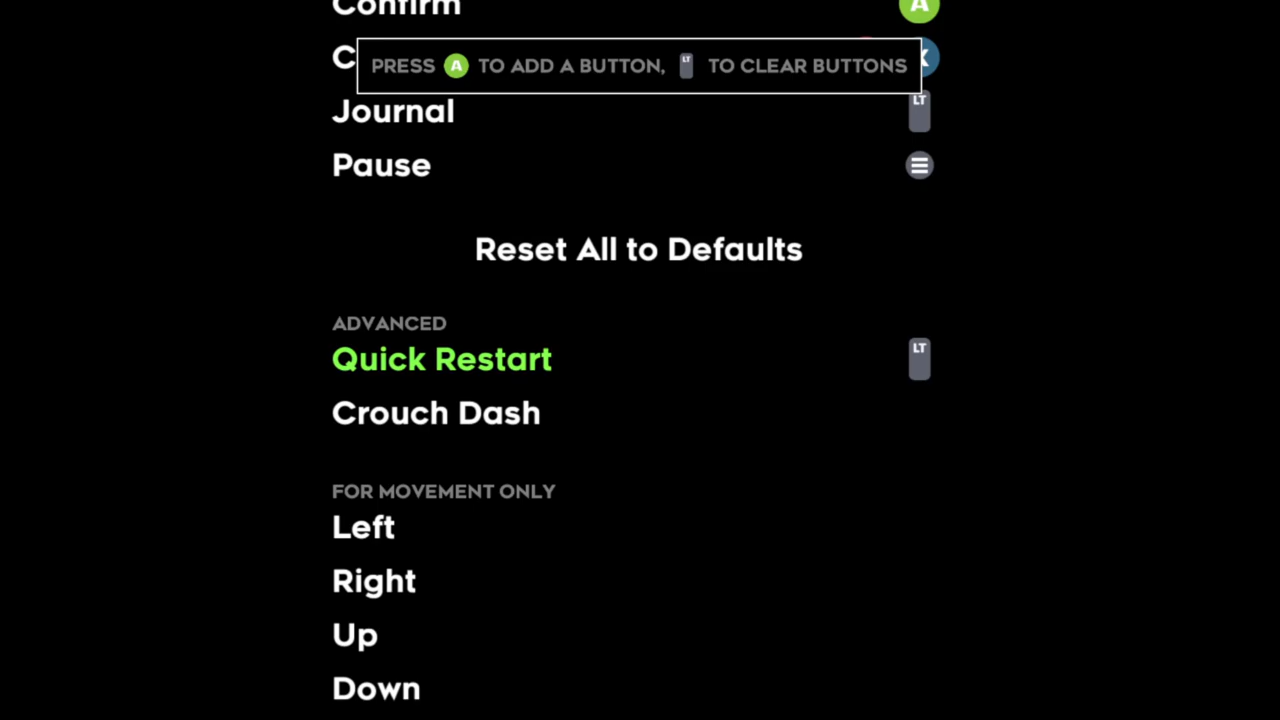 Confirm A
C X
PRESS A TO ADD A BUTTON, LT TO CLEAR BUTTONS
Journal LT
Pause
Reset All to Defaults
ADVANCED
Quick Restart LT
Crouch Dash
FOR MOVEMENT ONLY
Left
Right
Up
Down